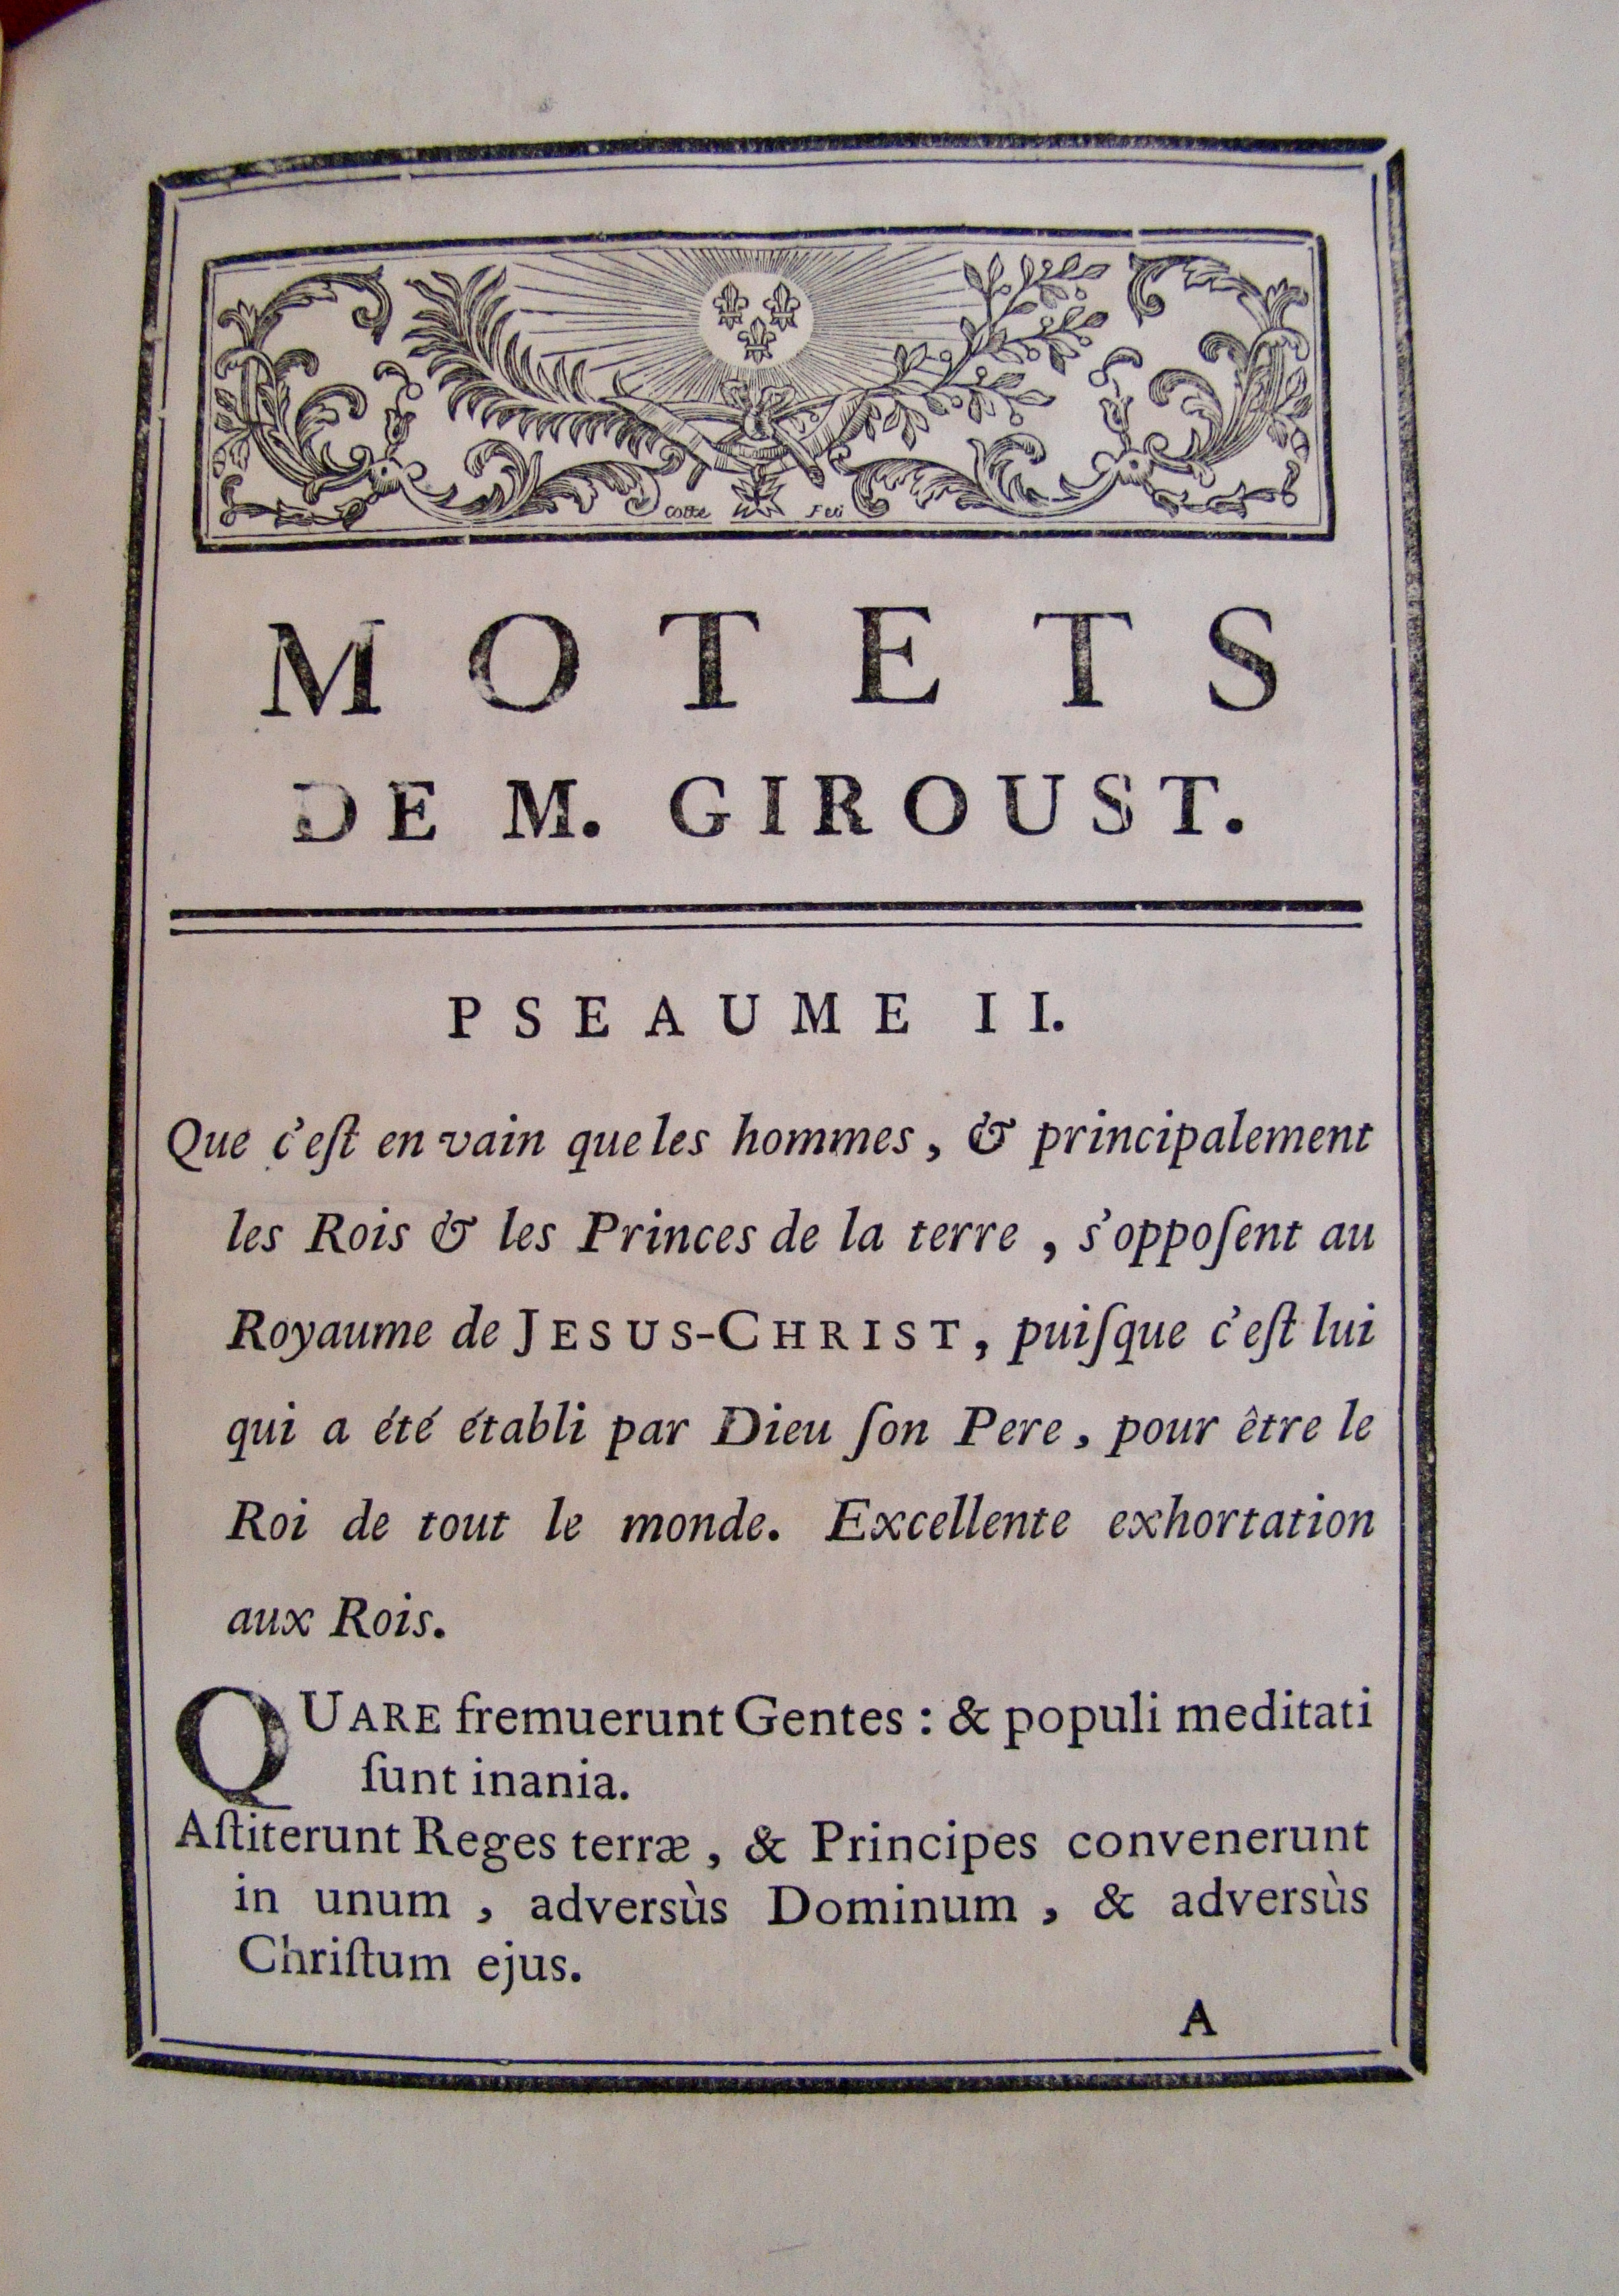 Cotte Feci
MOTETS
DE M. GIROUST.
PSEAUME II.
Que c'eſt en vain que les hommes, & principalement
les Rois & les Princes de la terre, s'oppoſent au
Royaume de JESUS-CHRIST, puiſque c'eſt lui
qui a été établi par Dieu ſon Pere, pour être le
Roi de tout le monde. Excellente exhortation
aux Rois.
QUARE fremuerunt Gentes : & populi meditati
ſunt inania.
Aſtiterunt Reges terræ, & Principes convenerunt
in unum, adversùs Dominum, & adversùs
Chriſtum ejus.
A